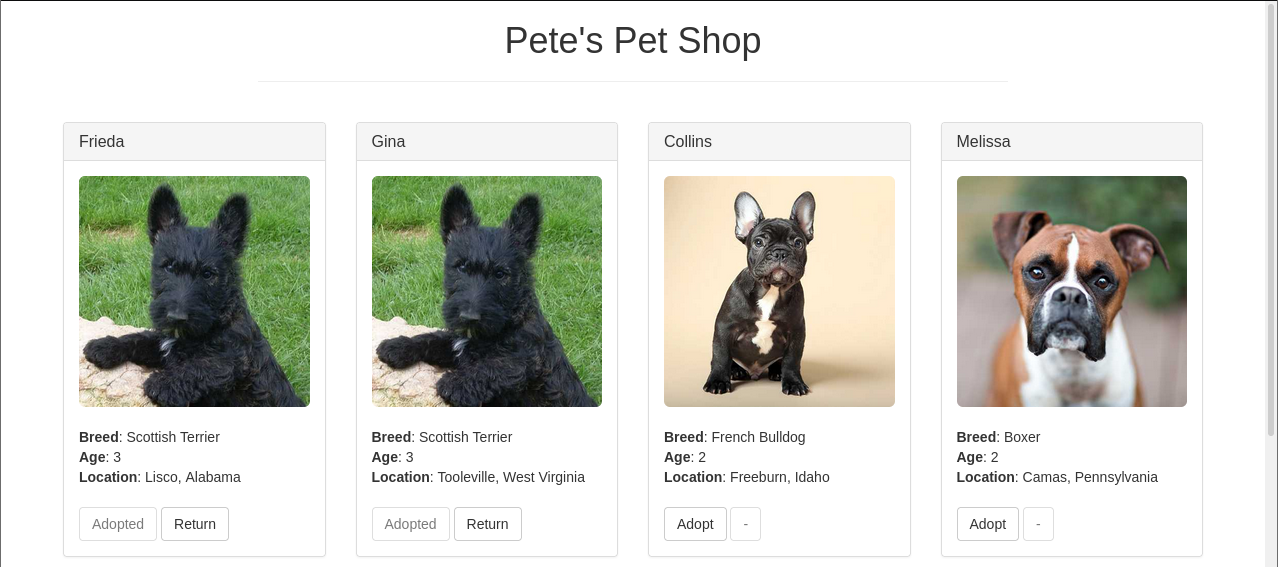 Pete's Pet Shop
Frieda
Breed: Scottish Terrier
Age: 3
Location: Lisco, Alabama
Adopted
Return
Gina
Breed: Scottish Terrier
Age: 3
Location: Tooleville, West Virginia
Adopted
Return
Collins
Breed: French Bulldog
Age: 2
Location: Freeburn, Idaho
Adopt
-
Melissa
Breed: Boxer
Age: 2
Location: Camas, Pennsylvania
Adopt
-